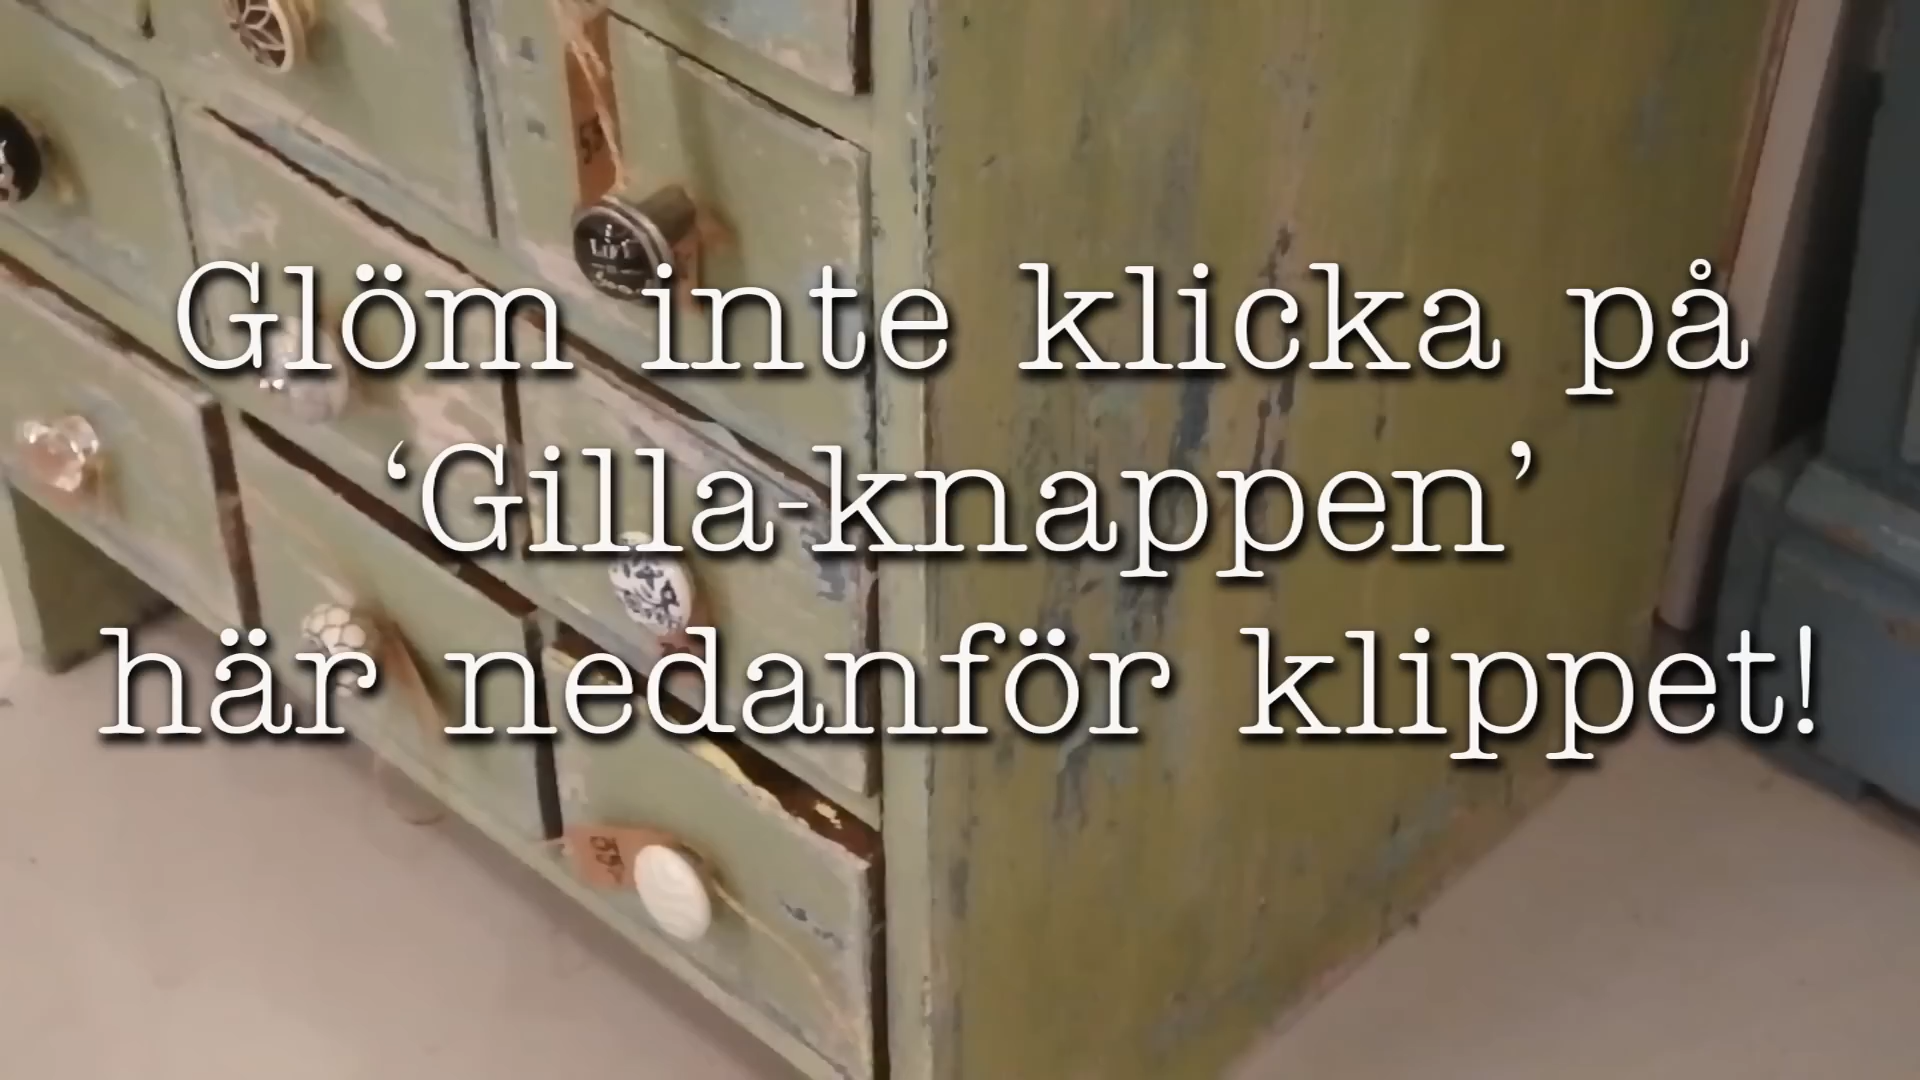 Glöm inte klicka på
‘Gilla-knappen’
här nedanför klippet!